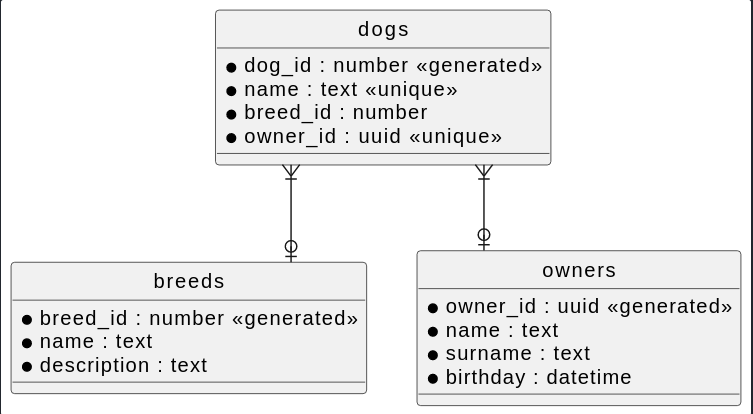 dogs
dog_id : number «generated»
name : text «unique»
breed_id : number
owner_id : uuid «unique»
breeds
breed_id : number «generated»
name : text
description : text
owners
owner_id : uuid «generated»
name : text
surname : text
birthday : datetime